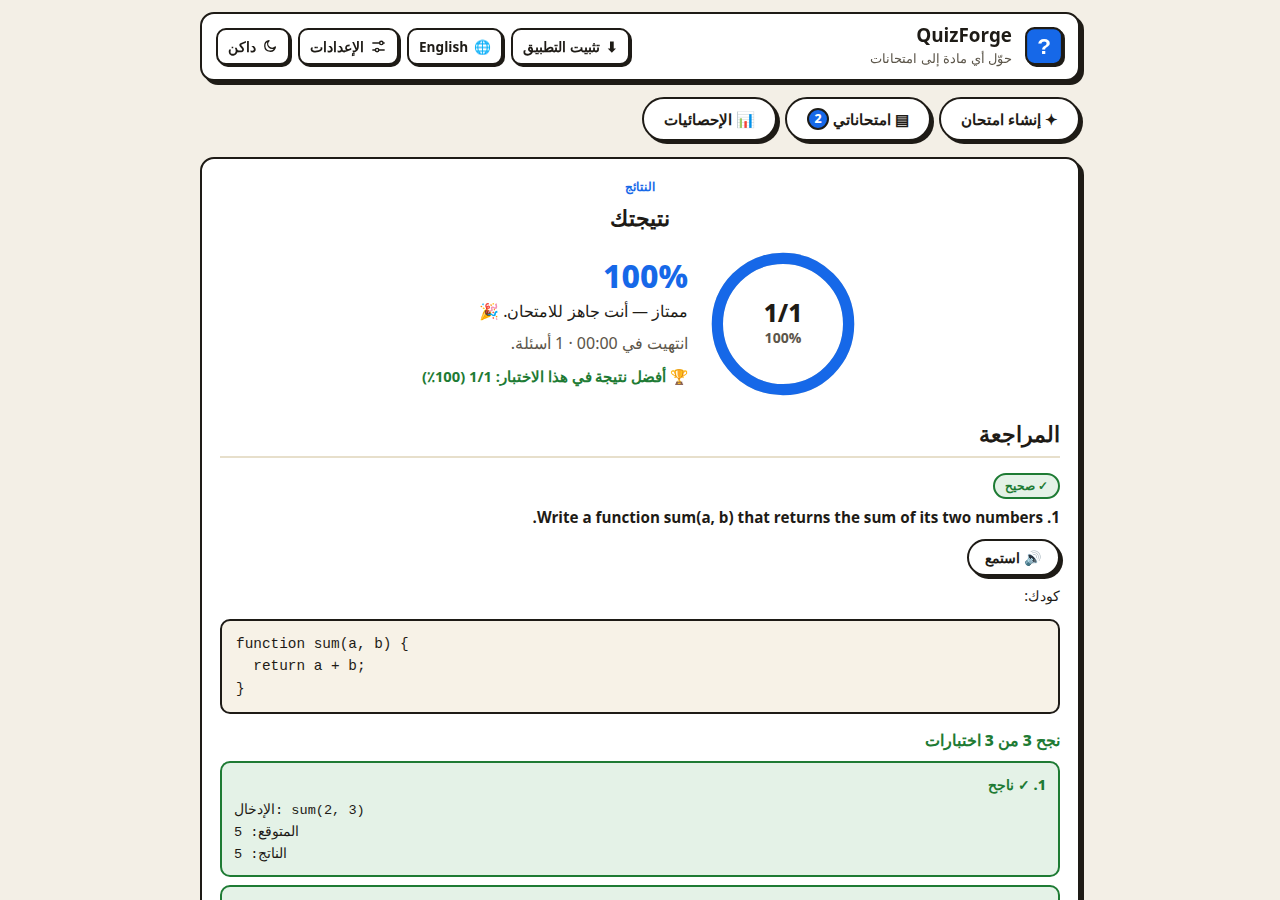 QuizForge
حوّل أي مادة إلى امتحانات
⬇ تثبيت التطبيق
🌐 English
الإعدادات
داكن
✦ إنشاء امتحان
▤ امتحاناتي 2
📊 الإحصائيات
النتائج
نتيجتك
1/1
100%
100%
ممتاز — أنت جاهز للامتحان. 🎉
انتهيت في 00:00 · 1 أسئلة.
🏆 أفضل نتيجة في هذا الاختبار: 1/1 (100٪)
المراجعة
✓ صحيح
1. Write a function sum(a, b) that returns the sum of its two numbers.
🔊 استمع
كودك:
function sum(a, b) {
  return a + b;
}
نجح 3 من 3 اختبارات
1. ✓ ناجح
الإدخال: sum(2, 3)
المتوقع: 5
الناتج: 5